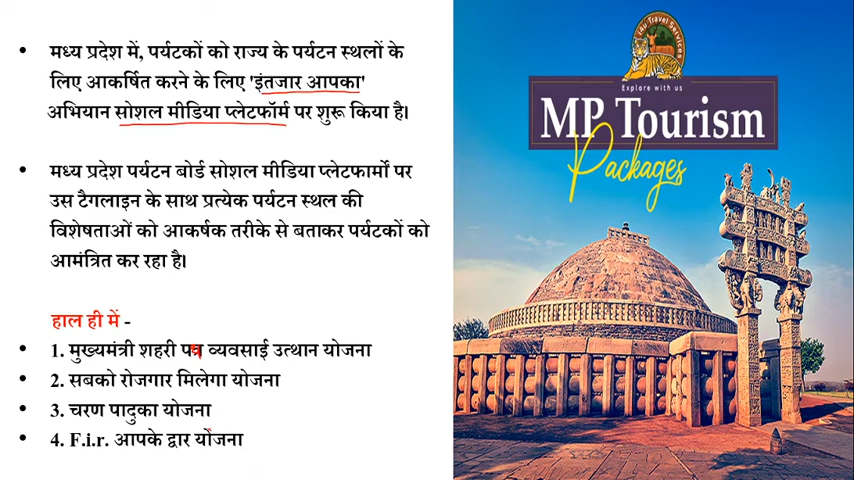 मध्य प्रदेश में, पर्यटकों को राज्य के पर्यटन स्थलों के
लिए आकर्षित करने के लिए 'इंतजार आपका'
अभियान सोशल मीडिया प्लेटफॉर्म पर शुरू किया है।
मध्य प्रदेश पर्यटन बोर्ड सोशल मीडिया प्लेटफार्मों पर
उस टैगलाइन के साथ प्रत्येक पर्यटन स्थल की
विशेषताओं को आकर्षक तरीके से बताकर पर्यटकों को
आमंत्रित कर रहा है।
हाल ही में -
1. मुख्यमंत्री शहरी पथ व्यवसाई उत्थान योजना
2. सबको रोजगार मिलेगा योजना
3. चरण पादुका योजना
4. F.i.r. आपके द्वार योजना
I4U Travel Services
Explore with us
MP Tourism
Packages